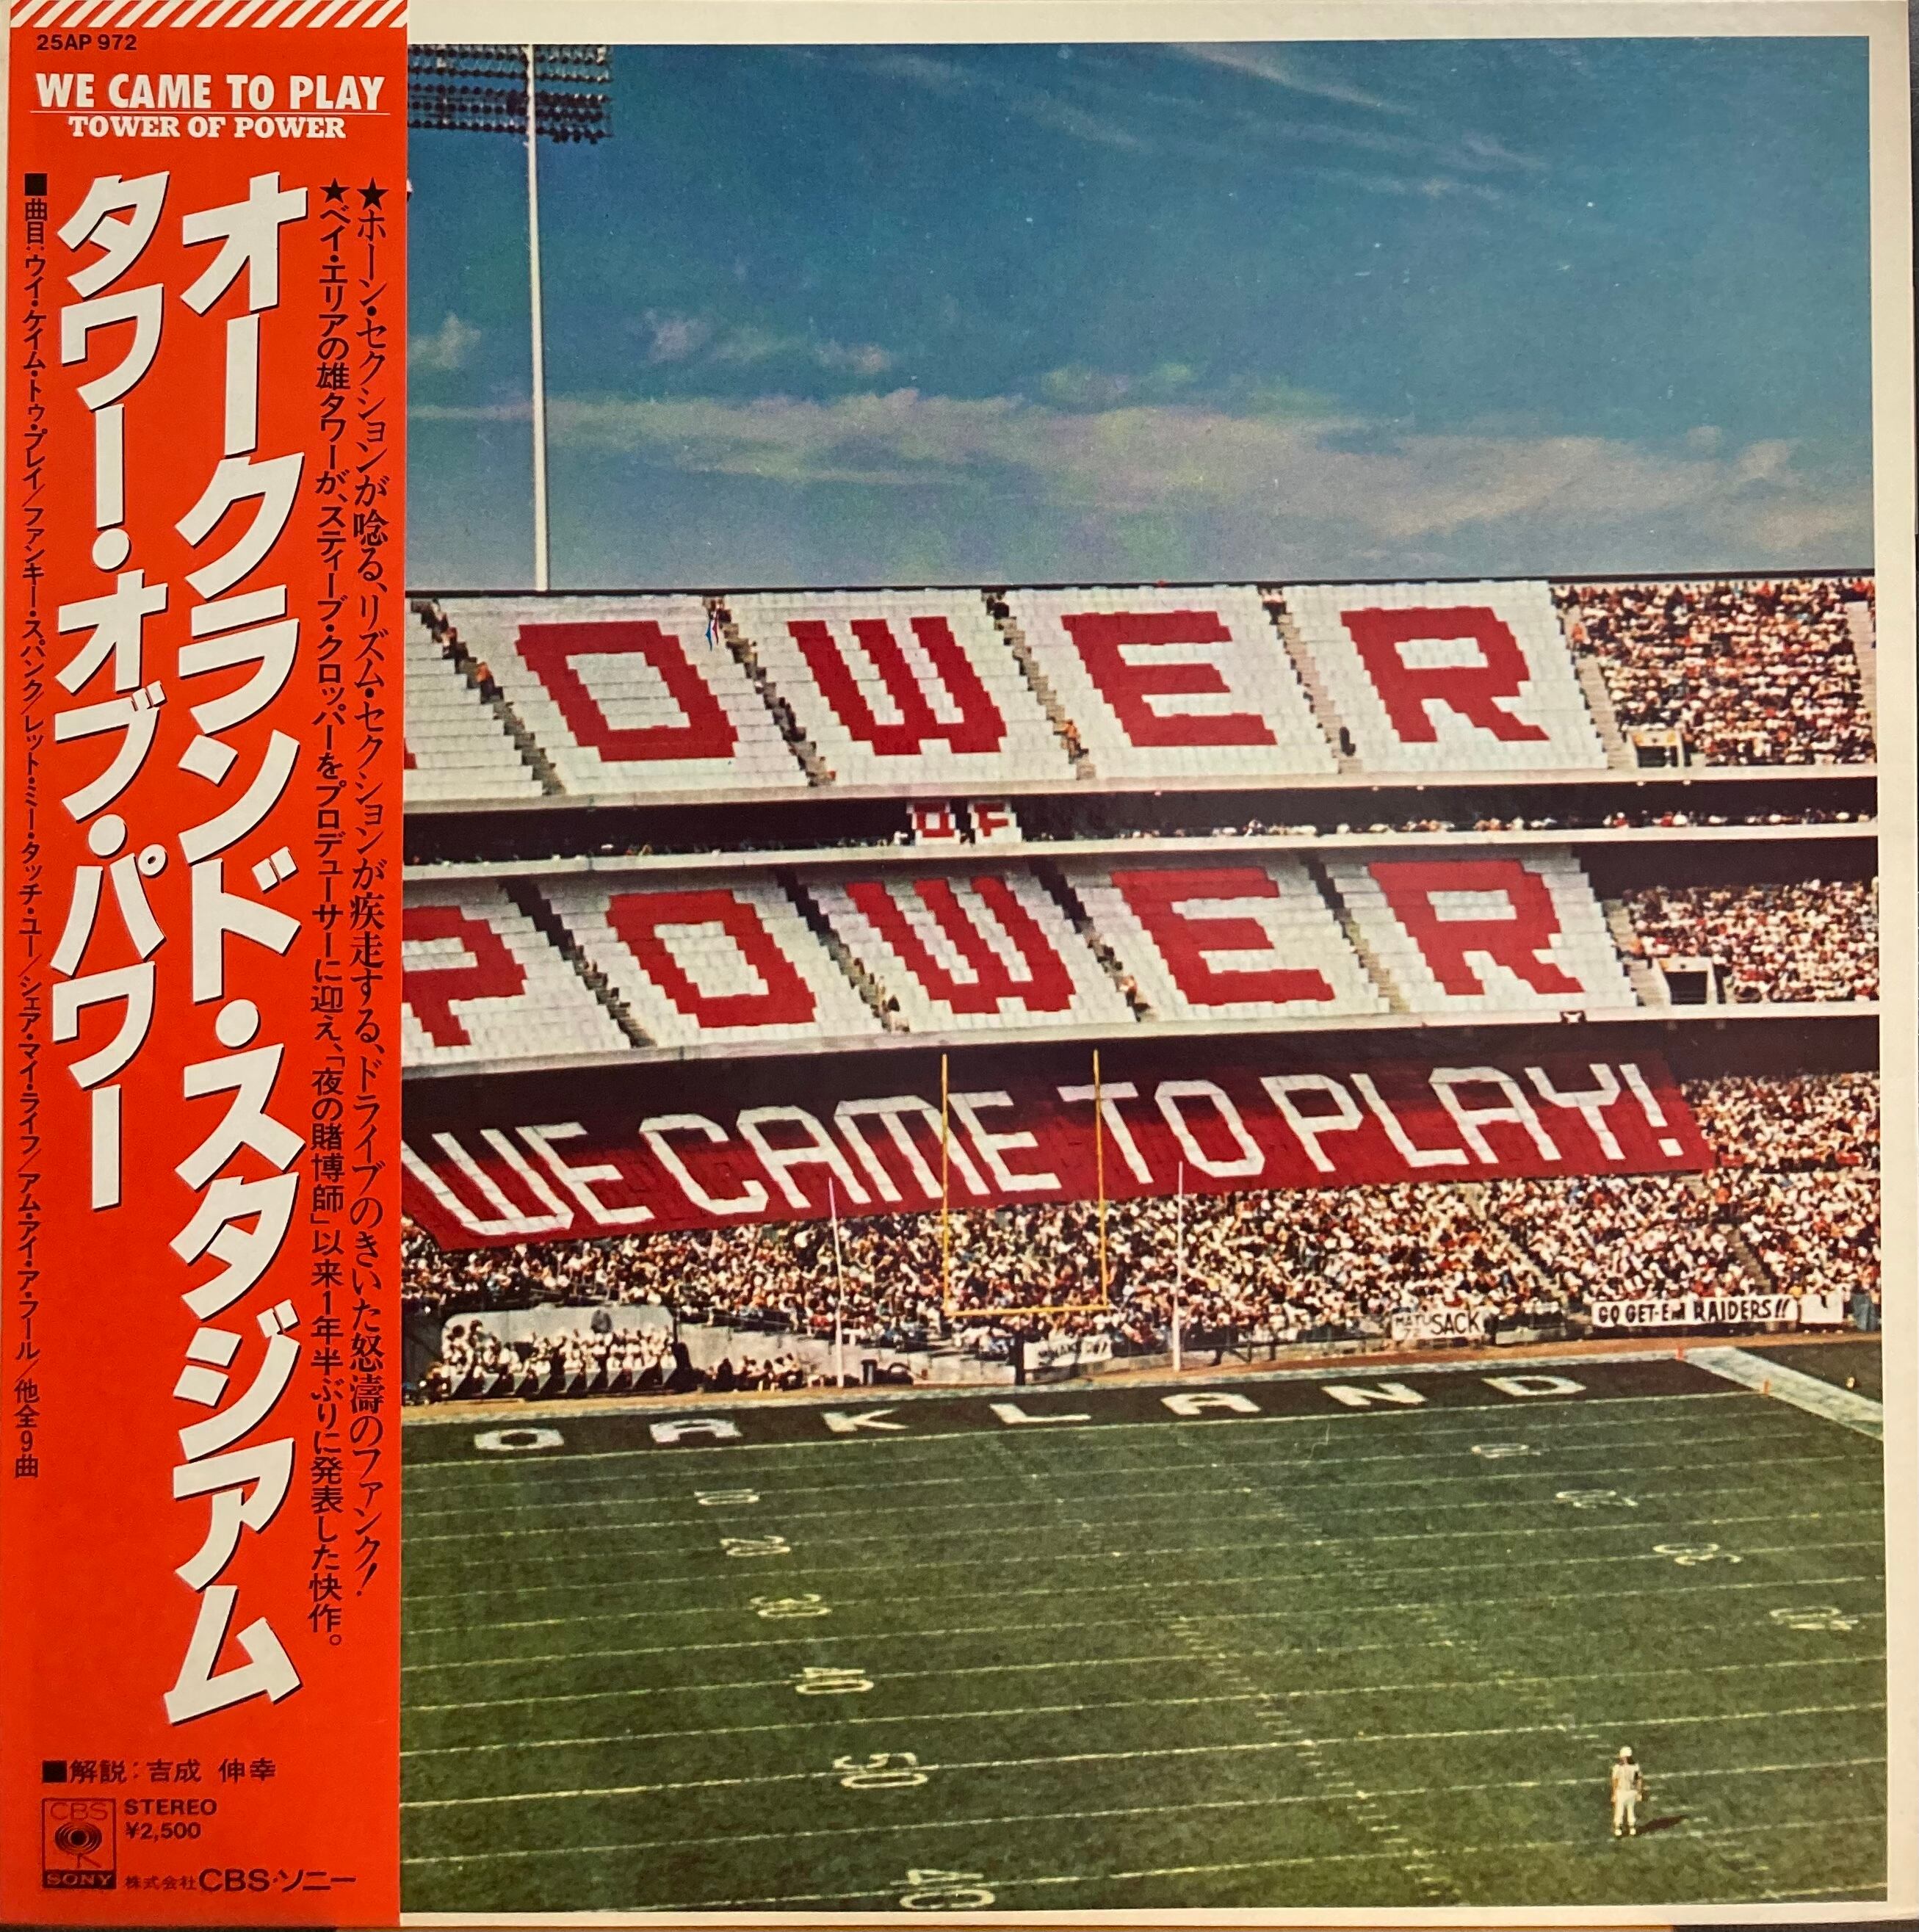 25AP 972
WE CAME TO PLAY
TOWER OF POWER
★ホーン・セクションが唸る、リズム・セクションが疾走する、ドライブのきいた怒濤のファンク!
★ベイ・エリアの雄タワーが、スティーブ・クロッパーをプロデューサーに迎え、「夜の賭博師」以来1年半ぶりに発表した快作。
オークランド・スタジアム
タワー・オブ・パワー
■曲目:ウイ・ケイム・トゥ・プレイ/ファンキー・スパンク/レット・ミー・タッチ・ユー/シェア・マイ・ライフ/アム・アイ・ア・フール/他全9曲
■解説:吉成 伸幸
CBS
SONY
STEREO
¥2,500
株式会社CBS・ソニー
OWER
OF
POWER
WE CAME TO PLAY!
GO GET-EM RAIDERS!!
SACK
OAKLAND
10
20
30
40
50
40